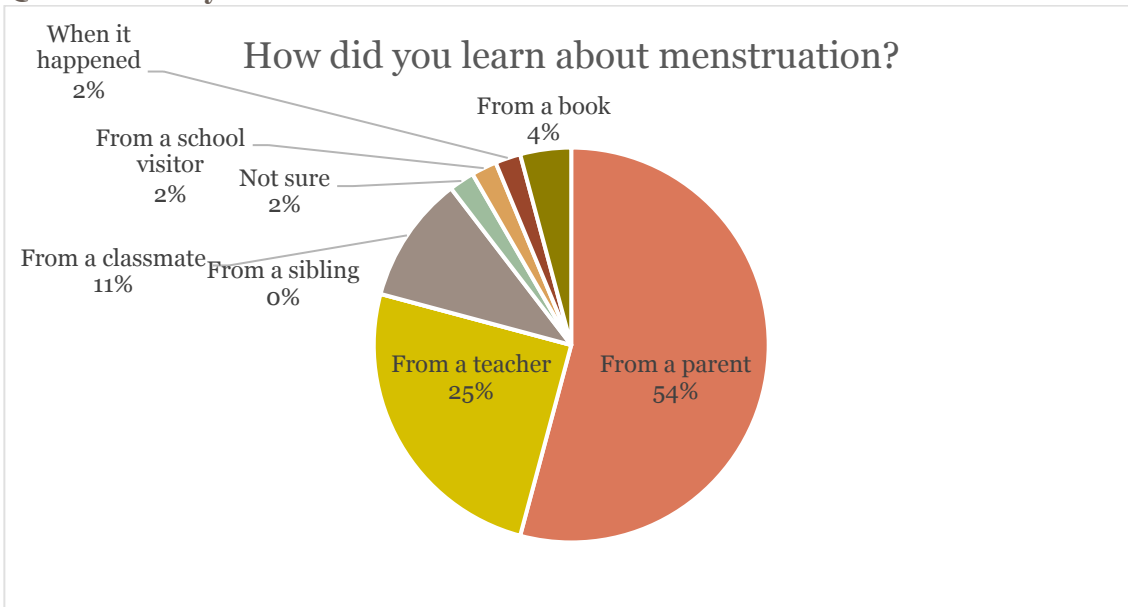 How did you learn about menstruation?
When it
happened
2%
From a book
4%
From a school
visitor
2%
Not sure
2%
From a classmate
11%
From a sibling
0%
From a teacher
25%
From a parent
54%